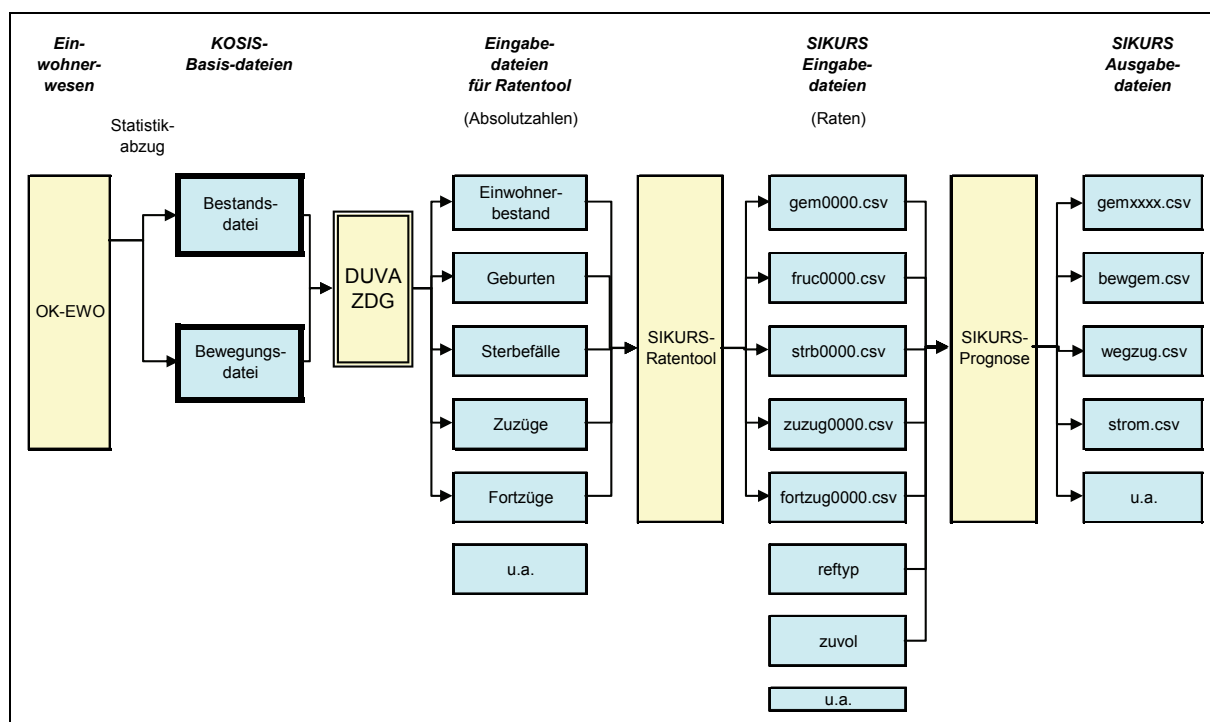 Ein-
wohner-
wesen
KOSIS-
Basis-dateien
Eingabe-
dateien
für Ratentool
(Absolutzahlen)
SIKURS
Eingabe-
dateien
(Raten)
SIKURS
Ausgabe-
dateien
Statistik-
abzug
OK-EWO
Bestands-
datei
Bewegungs-
datei
DUVA
ZDG
Einwohner-
bestand
Geburten
Sterbefälle
Zuzüge
Fortzüge
u.a.
SIKURS-
Ratentool
gem0000.csv
fruc0000.csv
strb0000.csv
zuzug0000.csv
fortzug0000.csv
reftyp
zuvol
u.a.
SIKURS-
Prognose
gemxxxx.csv
bewgem.csv
wegzug.csv
strom.csv
u.a.